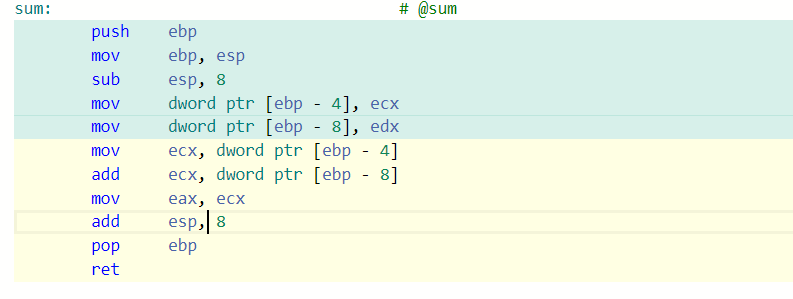 sum: # @sum
push ebp
mov ebp, esp
sub esp, 8
mov dword ptr [ebp - 4], ecx
mov dword ptr [ebp - 8], edx
mov ecx, dword ptr [ebp - 4]
add ecx, dword ptr [ebp - 8]
mov eax, ecx
add esp, 8
pop ebp
ret